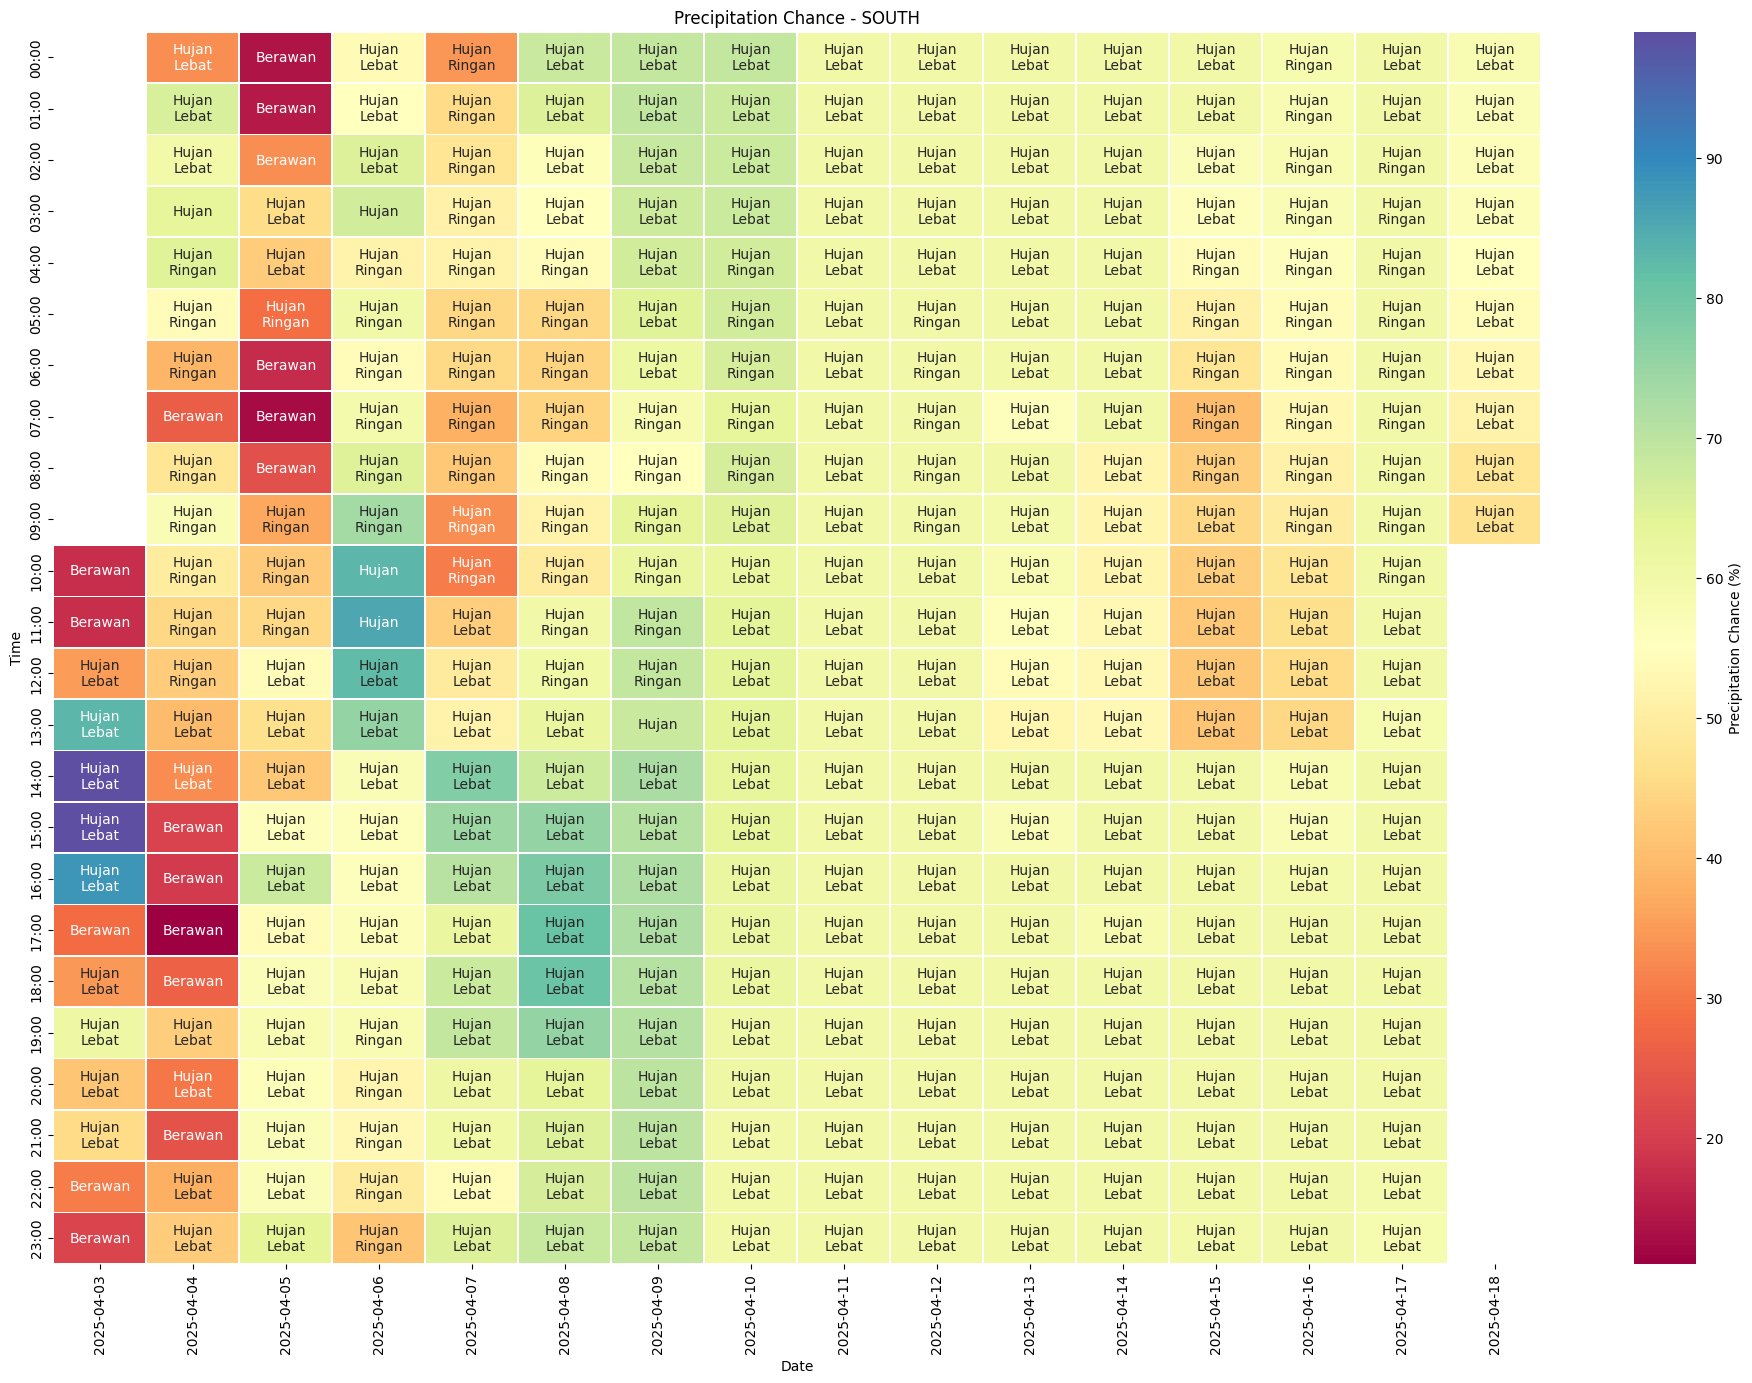 Precipitation Chance - SOUTH
00:00 Hujan Lebat Berawan Hujan Lebat Hujan Ringan Hujan Lebat Hujan Lebat Hujan Lebat Hujan Lebat Hujan Lebat Hujan Lebat Hujan Lebat Hujan Lebat Hujan Ringan Hujan Lebat Hujan Lebat
01:00 Hujan Lebat Berawan Hujan Lebat Hujan Ringan Hujan Lebat Hujan Lebat Hujan Lebat Hujan Lebat Hujan Lebat Hujan Lebat Hujan Lebat Hujan Lebat Hujan Ringan Hujan Lebat Hujan Lebat
02:00 Hujan Lebat Berawan Hujan Lebat Hujan Ringan Hujan Lebat Hujan Lebat Hujan Lebat Hujan Lebat Hujan Lebat Hujan Lebat Hujan Lebat Hujan Lebat Hujan Ringan Hujan Ringan Hujan Lebat
03:00 Hujan Hujan Lebat Hujan Hujan Ringan Hujan Lebat Hujan Lebat Hujan Lebat Hujan Lebat Hujan Lebat Hujan Lebat Hujan Lebat Hujan Lebat Hujan Ringan Hujan Ringan Hujan Lebat
04:00 Hujan Ringan Hujan Lebat Hujan Ringan Hujan Ringan Hujan Ringan Hujan Lebat Hujan Ringan Hujan Lebat Hujan Lebat Hujan Lebat Hujan Lebat Hujan Ringan Hujan Ringan Hujan Ringan Hujan Lebat
05:00 Hujan Ringan Hujan Ringan Hujan Ringan Hujan Ringan Hujan Ringan Hujan Lebat Hujan Ringan Hujan Lebat Hujan Ringan Hujan Lebat Hujan Lebat Hujan Ringan Hujan Ringan Hujan Ringan Hujan Lebat
06:00 Hujan Ringan Berawan Hujan Ringan Hujan Ringan Hujan Ringan Hujan Lebat Hujan Ringan Hujan Lebat Hujan Ringan Hujan Lebat Hujan Lebat Hujan Ringan Hujan Ringan Hujan Ringan Hujan Lebat
07:00 Berawan Berawan Hujan Ringan Hujan Ringan Hujan Ringan Hujan Ringan Hujan Ringan Hujan Lebat Hujan Ringan Hujan Lebat Hujan Lebat Hujan Ringan Hujan Ringan Hujan Ringan Hujan Lebat
08:00 Hujan Ringan Berawan Hujan Ringan Hujan Ringan Hujan Ringan Hujan Ringan Hujan Ringan Hujan Lebat Hujan Ringan Hujan Lebat Hujan Lebat Hujan Ringan Hujan Ringan Hujan Ringan Hujan Lebat
09:00 Hujan Ringan Hujan Ringan Hujan Ringan Hujan Ringan Hujan Ringan Hujan Ringan Hujan Lebat Hujan Lebat Hujan Ringan Hujan Lebat Hujan Lebat Hujan Lebat Hujan Ringan Hujan Ringan Hujan Lebat
10:00 Berawan Hujan Ringan Hujan Ringan Hujan Hujan Ringan Hujan Ringan Hujan Ringan Hujan Lebat Hujan Lebat Hujan Lebat Hujan Lebat Hujan Lebat Hujan Lebat Hujan Lebat Hujan Ringan
11:00 Berawan Hujan Ringan Hujan Ringan Hujan Hujan Lebat Hujan Ringan Hujan Ringan Hujan Lebat Hujan Lebat Hujan Lebat Hujan Lebat Hujan Lebat Hujan Lebat Hujan Lebat Hujan Lebat
12:00 Hujan Lebat Hujan Ringan Hujan Lebat Hujan Lebat Hujan Lebat Hujan Ringan Hujan Ringan Hujan Lebat Hujan Lebat Hujan Lebat Hujan Lebat Hujan Lebat Hujan Lebat Hujan Lebat Hujan Lebat
13:00 Hujan Lebat Hujan Lebat Hujan Lebat Hujan Lebat Hujan Lebat Hujan Lebat Hujan Hujan Lebat Hujan Lebat Hujan Lebat Hujan Lebat Hujan Lebat Hujan Lebat Hujan Lebat Hujan Lebat
14:00 Hujan Lebat Hujan Lebat Hujan Lebat Hujan Lebat Hujan Lebat Hujan Lebat Hujan Lebat Hujan Lebat Hujan Lebat Hujan Lebat Hujan Lebat Hujan Lebat Hujan Lebat Hujan Lebat Hujan Lebat
15:00 Hujan Lebat Berawan Hujan Lebat Hujan Lebat Hujan Lebat Hujan Lebat Hujan Lebat Hujan Lebat Hujan Lebat Hujan Lebat Hujan Lebat Hujan Lebat Hujan Lebat Hujan Lebat Hujan Lebat
16:00 Hujan Lebat Berawan Hujan Lebat Hujan Lebat Hujan Lebat Hujan Lebat Hujan Lebat Hujan Lebat Hujan Lebat Hujan Lebat Hujan Lebat Hujan Lebat Hujan Lebat Hujan Lebat Hujan Lebat
17:00 Berawan Berawan Hujan Lebat Hujan Lebat Hujan Lebat Hujan Lebat Hujan Lebat Hujan Lebat Hujan Lebat Hujan Lebat Hujan Lebat Hujan Lebat Hujan Lebat Hujan Lebat Hujan Lebat
18:00 Hujan Lebat Berawan Hujan Lebat Hujan Lebat Hujan Lebat Hujan Lebat Hujan Lebat Hujan Lebat Hujan Lebat Hujan Lebat Hujan Lebat Hujan Lebat Hujan Lebat Hujan Lebat Hujan Lebat
19:00 Hujan Lebat Hujan Lebat Hujan Lebat Hujan Ringan Hujan Lebat Hujan Lebat Hujan Lebat Hujan Lebat Hujan Lebat Hujan Lebat Hujan Lebat Hujan Lebat Hujan Lebat Hujan Lebat Hujan Lebat
20:00 Hujan Lebat Hujan Lebat Hujan Lebat Hujan Ringan Hujan Lebat Hujan Lebat Hujan Lebat Hujan Lebat Hujan Lebat Hujan Lebat Hujan Lebat Hujan Lebat Hujan Lebat Hujan Lebat Hujan Lebat
21:00 Hujan Lebat Berawan Hujan Lebat Hujan Ringan Hujan Lebat Hujan Lebat Hujan Lebat Hujan Lebat Hujan Lebat Hujan Lebat Hujan Lebat Hujan Lebat Hujan Lebat Hujan Lebat Hujan Lebat
22:00 Berawan Hujan Lebat Hujan Lebat Hujan Ringan Hujan Lebat Hujan Lebat Hujan Lebat Hujan Lebat Hujan Lebat Hujan Lebat Hujan Lebat Hujan Lebat Hujan Lebat Hujan Lebat Hujan Lebat
23:00 Berawan Hujan Lebat Hujan Lebat Hujan Ringan Hujan Lebat Hujan Lebat Hujan Lebat Hujan Lebat Hujan Lebat Hujan Lebat Hujan Lebat Hujan Lebat Hujan Lebat Hujan Lebat Hujan Lebat
Time
2025-04-03
2025-04-04
2025-04-05
2025-04-06
2025-04-07
2025-04-08
2025-04-09
2025-04-10
2025-04-11
2025-04-12
2025-04-13
2025-04-14
2025-04-15
2025-04-16
2025-04-17
2025-04-18
Date
90
80
70
60
50
40
30
20
Precipitation Chance (%)